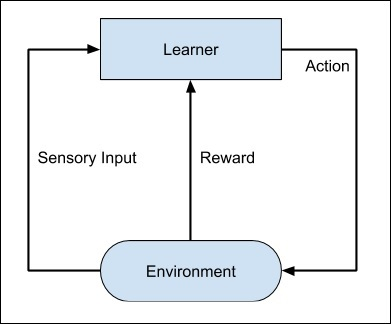 Learner
Action
Sensory Input
Reward
Environment